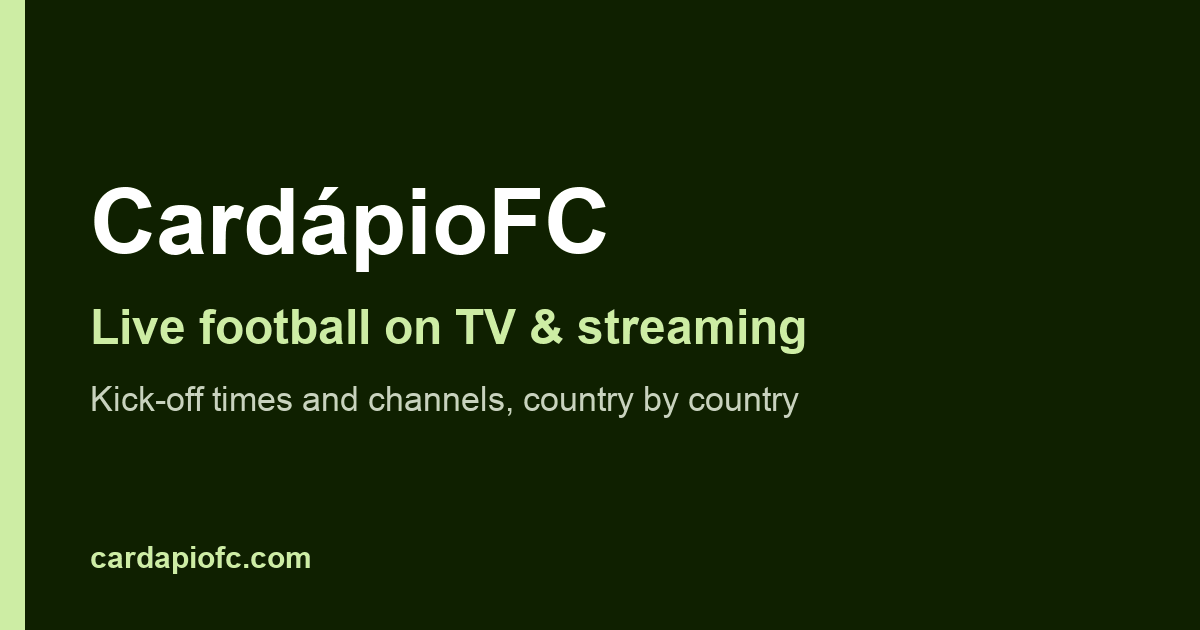 CardápioFC
Live football on TV & streaming
Kick-off times and channels, country by country
cardapiofc.com